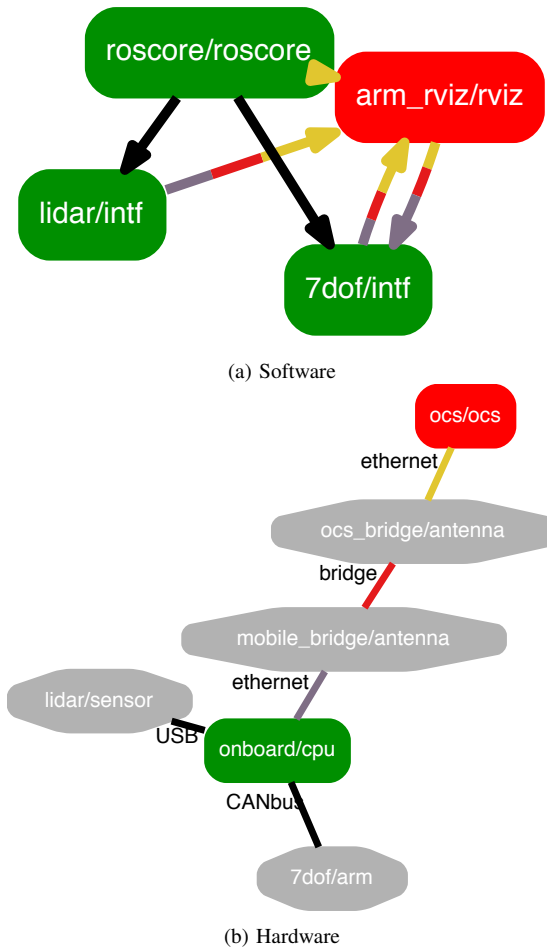 roscore/roscore
arm_rviz/rviz
lidar/intf
7dof/intf
(a) Software
ocs/ocs
ethernet
ocs_bridge/antenna
bridge
mobile_bridge/antenna
ethernet
lidar/sensor
USB
onboard/cpu
CANbus
7dof/arm
(b) Hardware